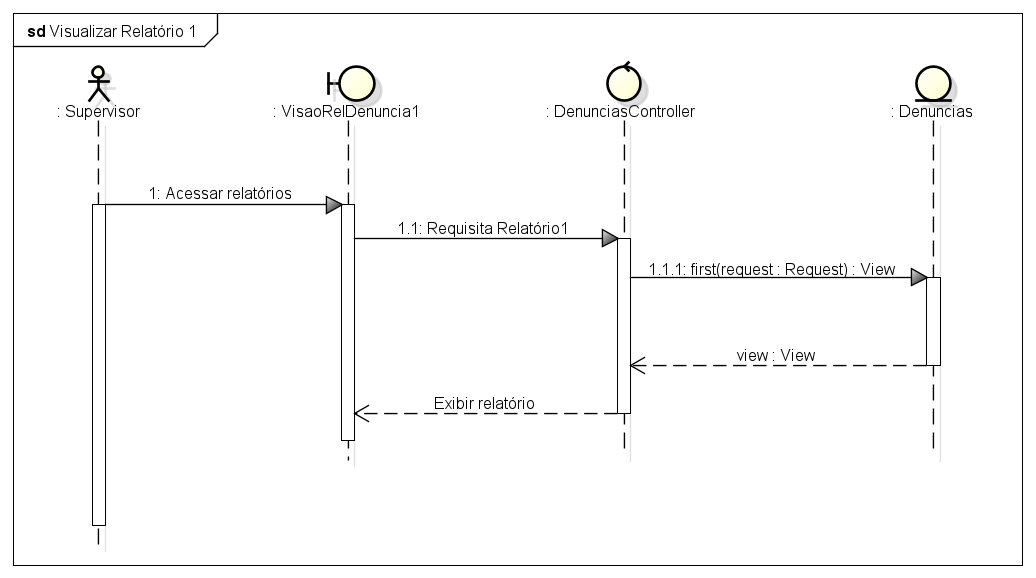 sd Visualizar Relatório 1
: Supervisor
: VisaoRelDenuncia1
: DenunciasController
: Denuncias
1: Acessar relatórios
1.1: Requisita Relatório1
1.1.1: first(request : Request) : View
view : View
Exibir relatório